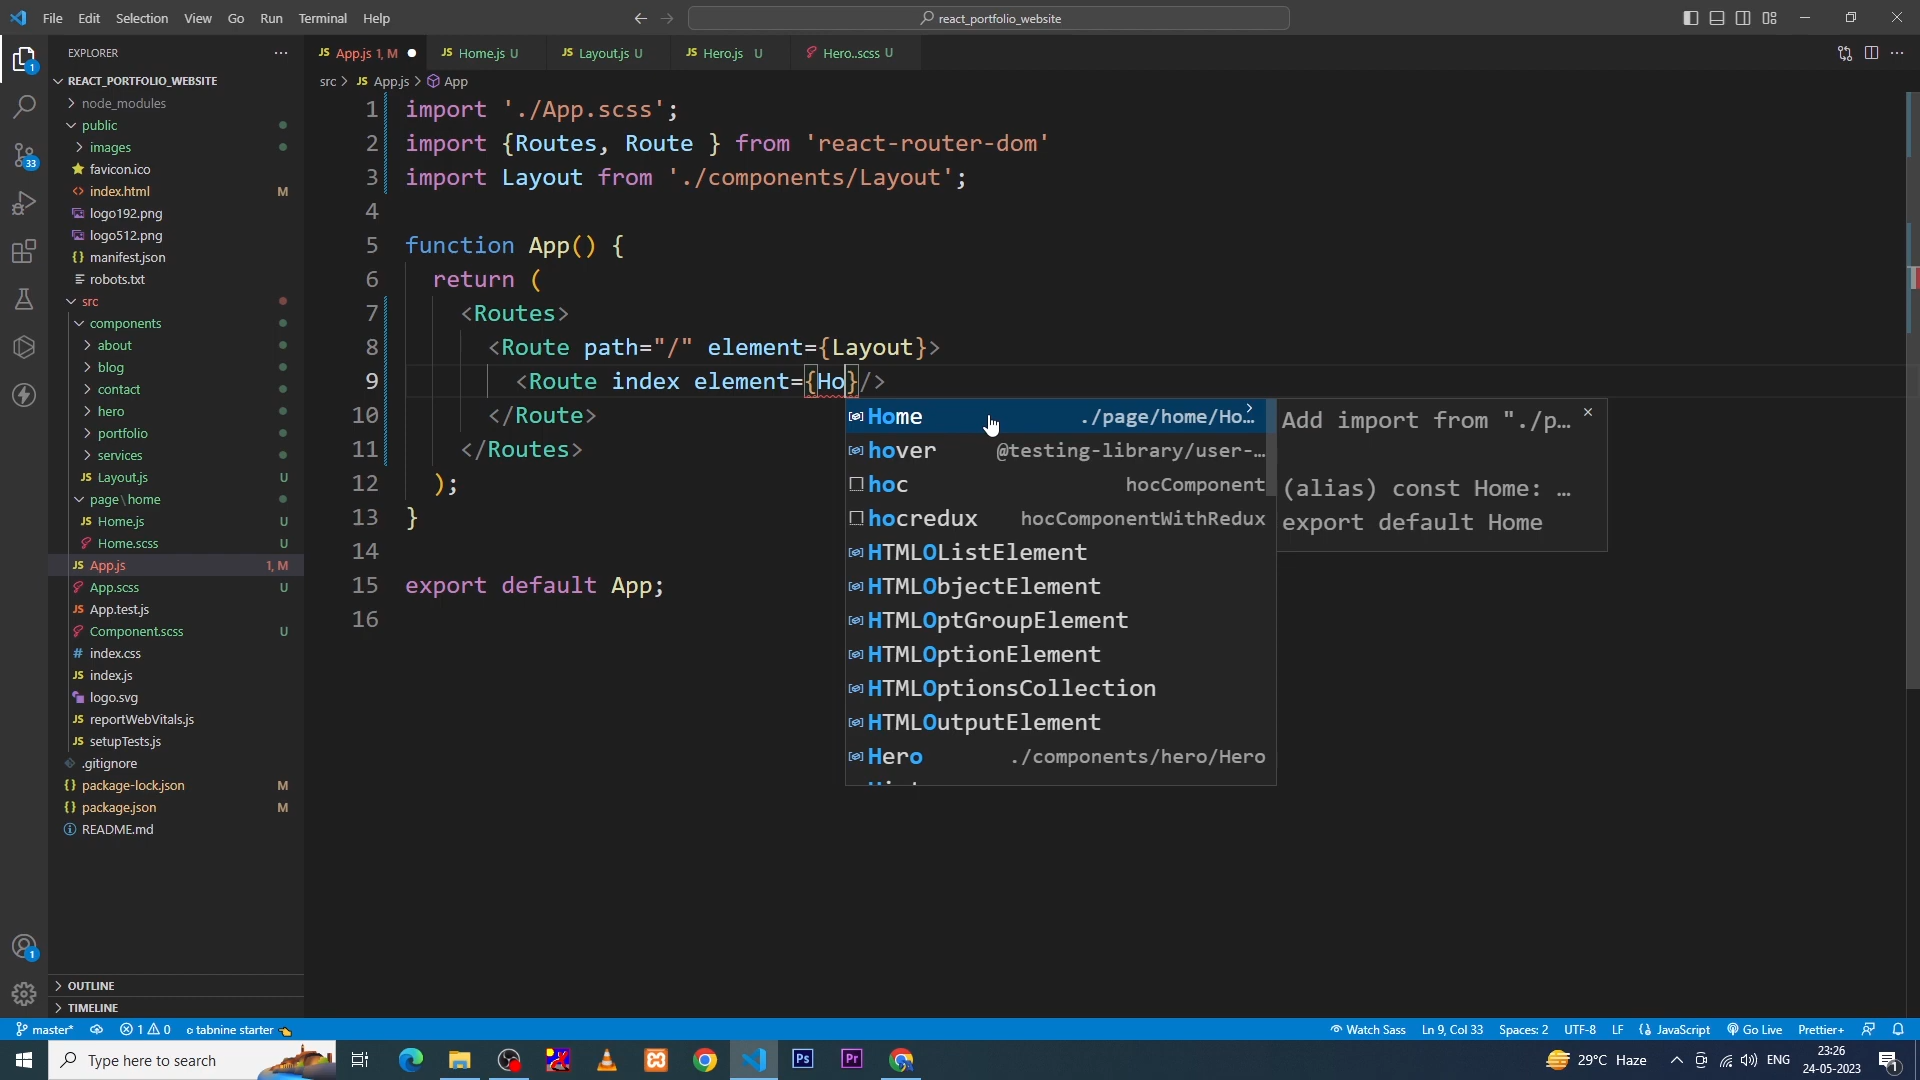 File Edit Selection View Go Run Terminal Help
react_portfolio_website
EXPLORER
App.js 1, M
Home.js U
Layout.js U
Hero.js U
Hero..scss U
src > App.js > App
REACT_PORTFOLIO_WEBSITE
node_modules
public
images
favicon.ico
index.html M
logo192.png
logo512.png
manifest.json
robots.txt
src
components
about
blog
contact
hero
portfolio
services
Layout.js U
page\home
Home.js U
Home.scss U
App.js 1, M
App.scss U
App.test.js
Component.scss U
index.css
index.js
logo.svg
reportWebVitals.js
setupTests.js
.gitignore
package-lock.json M
package.json M
README.md
OUTLINE
TIMELINE
1 import './App.scss';
2 import {Routes, Route } from 'react-router-dom'
3 import Layout from './components/Layout';
4
5 function App() {
6 return (
7 <Routes>
8 <Route path="/" element={Layout}>
9 <Route index element={Ho}/>
10 </Route>
11 </Routes>
12 );
13 }
14
15 export default App;
16
Home ./page/home/Ho…
hover @testing-library/user-…
hoc hocComponent
hocredux hocComponentWithRedux
HTMLOListElement
HTMLObjectElement
HTMLOptGroupElement
HTMLOptionElement
HTMLOptionsCollection
HTMLOutputElement
Hero ./components/hero/Hero
Add import from "./p…
(alias) const Home: …
export default Home
master* 1 0 tabnine starter
Watch Sass Ln 9, Col 33 Spaces: 2 UTF-8 LF JavaScript Go Live Prettier+
Type here to search
29°C Haze
ENG
23:26
24-05-2023